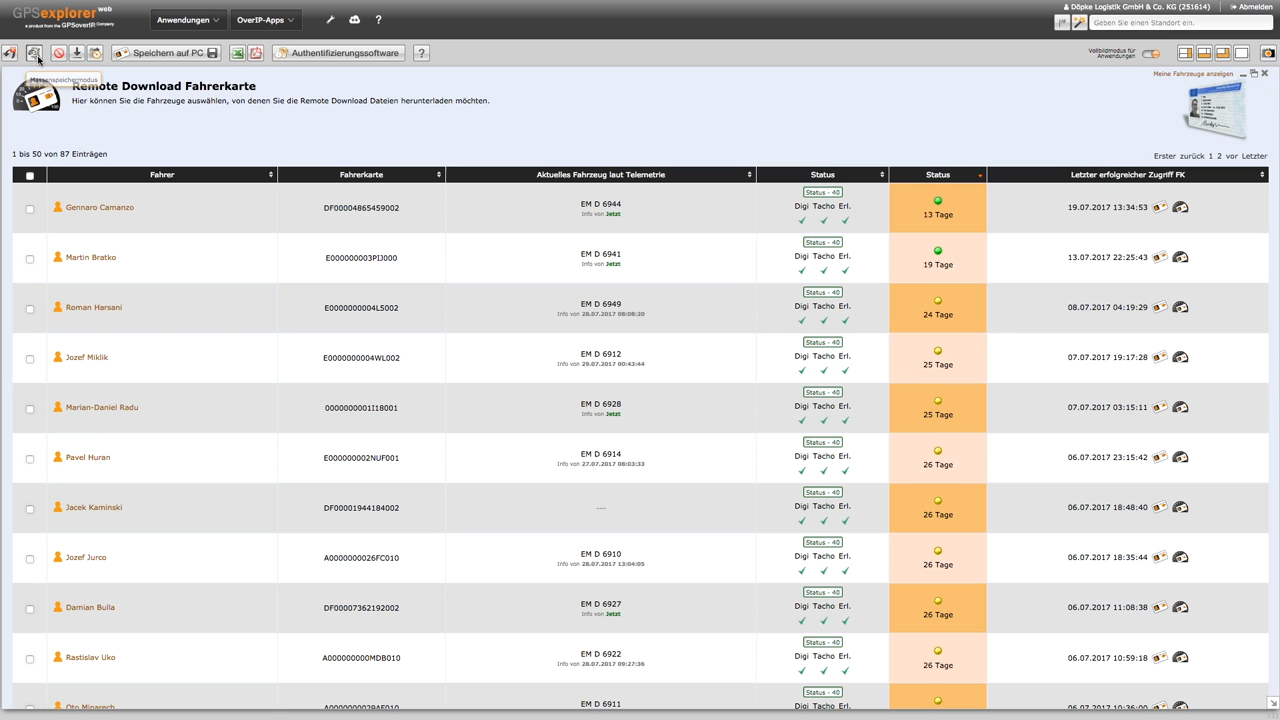 GPSexplorer web
a product from the GPSoverIP Company
Anwendungen
OverIP-Apps
?
Döpke Logistik GmbH & Co. KG (251614)
Abmelden
Geben Sie einen Standort ein.
Speichern auf PC
Authentifizierungssoftware
?
Vollbildmodus für
Anwendungen
Massenspeichermodus
Meine Fahrzeuge anzeigen
Remote Download Fahrerkarte
Hier können Sie die Fahrzeuge auswählen, von denen Sie die Remote Download Dateien herunterladen möchten.
1 bis 50 von 87 Einträgen
Erster zurück 1 2 vor Letzter
Fahrer Fahrerkarte Aktuelles Fahrzeug laut Telemetrie Status Status Letzter erfolgreicher Zugriff FK
Status - 40
Gennaro Camanzo DF00004865459002 EM D 6944 Digi Tacho Erl. 19.07.2017 13:34:53
Info von Jetzt 13 Tage
Status - 40
Martin Bratko E000000003PIJ000 EM D 6941 Digi Tacho Erl. 13.07.2017 22:25:43
Info von Jetzt 19 Tage
Status - 40
Roman Harsani E0000000004L5002 EM D 6949 Digi Tacho Erl. 08.07.2017 04:19:29
Info von 28.07.2017 08:08:20 24 Tage
Status - 40
Jozef Miklik E0000000004WL002 EM D 6912 Digi Tacho Erl. 07.07.2017 19:17:28
Info von 29.07.2017 00:43:44 25 Tage
Status - 40
Marian-Daniel Radu 0000000001I18001 EM D 6928 Digi Tacho Erl. 07.07.2017 03:15:11
Info von Jetzt 25 Tage
Status - 40
Pavel Huran E000000002NUF001 EM D 6914 Digi Tacho Erl. 06.07.2017 23:15:42
Info von 27.07.2017 08:03:33 26 Tage
Status - 40
Jacek Kaminski DF00001944184002 --- Digi Tacho Erl. 06.07.2017 18:48:40
26 Tage
Status - 40
Jozef Jurco A0000000026FC010 EM D 6910 Digi Tacho Erl. 06.07.2017 18:35:44
Info von 28.07.2017 13:04:05 26 Tage
Status - 40
Damian Bulla DF00007362192002 EM D 6927 Digi Tacho Erl. 06.07.2017 11:08:38
Info von Jetzt 26 Tage
Status - 40
Rastislav Uko A00000000MDB010 EM D 6922 Digi Tacho Erl. 06.07.2017 10:59:18
Info von 28.07.2017 09:27:36 26 Tage
Status - 40
EM D 6911 Digi Tacho Erl.